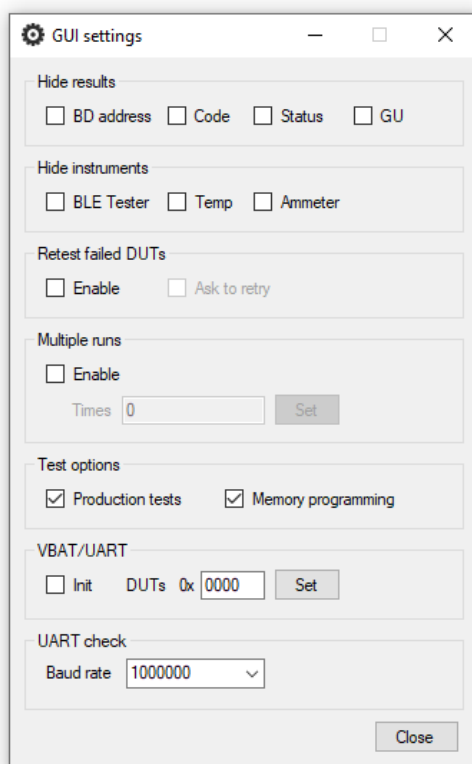 GUI settings
Hide results
BD address Code Status GU
Hide instruments
BLE Tester Temp Ammeter
Retest failed DUTs
Enable Ask to retry
Multiple runs
Enable
Times 0 Set
Test options
Production tests Memory programming
VBAT/UART
Init DUTs 0x 0000 Set
UART check
Baud rate 1000000
Close